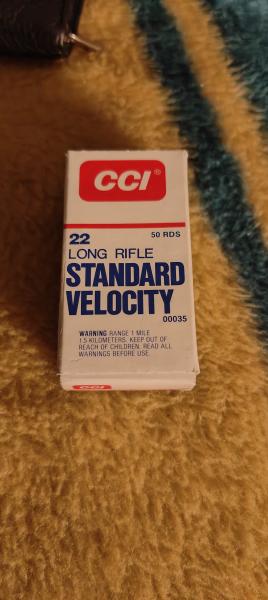 CCI®
22 50 RDS
LONG RIFLE
STANDARD
VELOCITY
00035
WARNING RANGE 1 MILE
1.5 KILOMETERS. KEEP OUT OF
REACH OF CHILDREN. READ ALL
WARNINGS BEFORE USE.
CCI